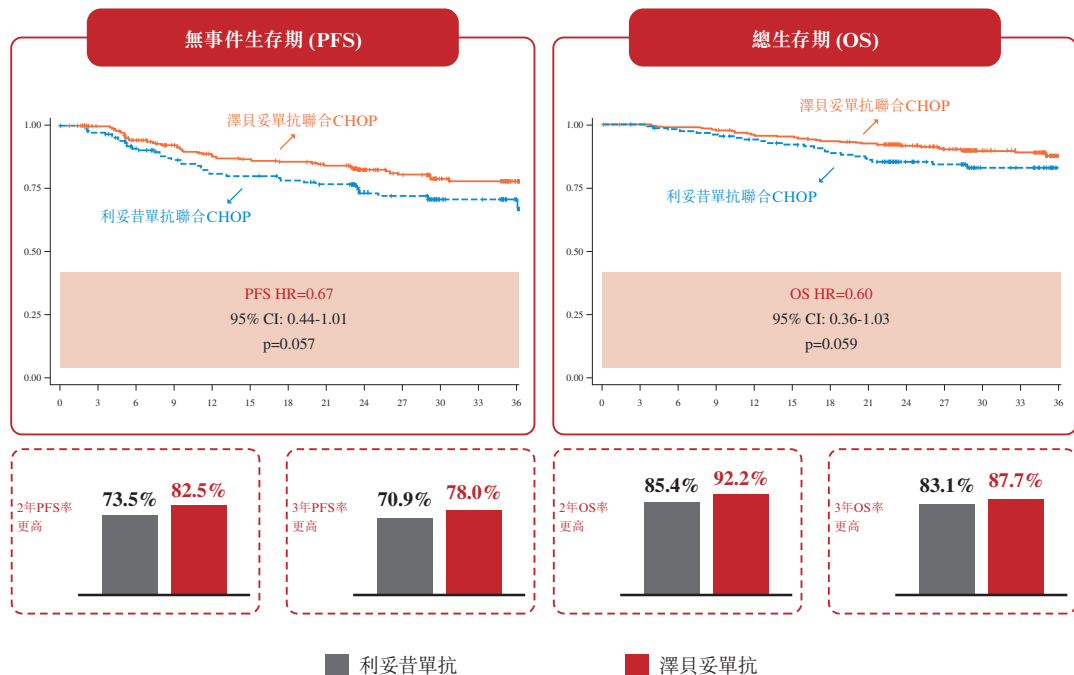 無事件生存期 (PFS)
1.00
0.75
0.50
0.25
0.00
澤貝妥單抗聯合CHOP
利妥昔單抗聯合CHOP
PFS HR=0.67
95% CI: 0.44-1.01
p=0.057
0 3 6 9 12 15 18 21 24 27 30 33 36
總生存期 (OS)
1.00
0.75
0.50
0.25
0.00
澤貝妥單抗聯合CHOP
利妥昔單抗聯合CHOP
OS HR=0.60
95% CI: 0.36-1.03
p=0.059
0 3 6 9 12 15 18 21 24 27 30 33 36
2年PFS率
更高
73.5%
82.5%
3年PFS率
更高
70.9%
78.0%
2年OS率
更高
85.4%
92.2%
3年OS率
更高
83.1%
87.7%
利妥昔單抗
澤貝妥單抗